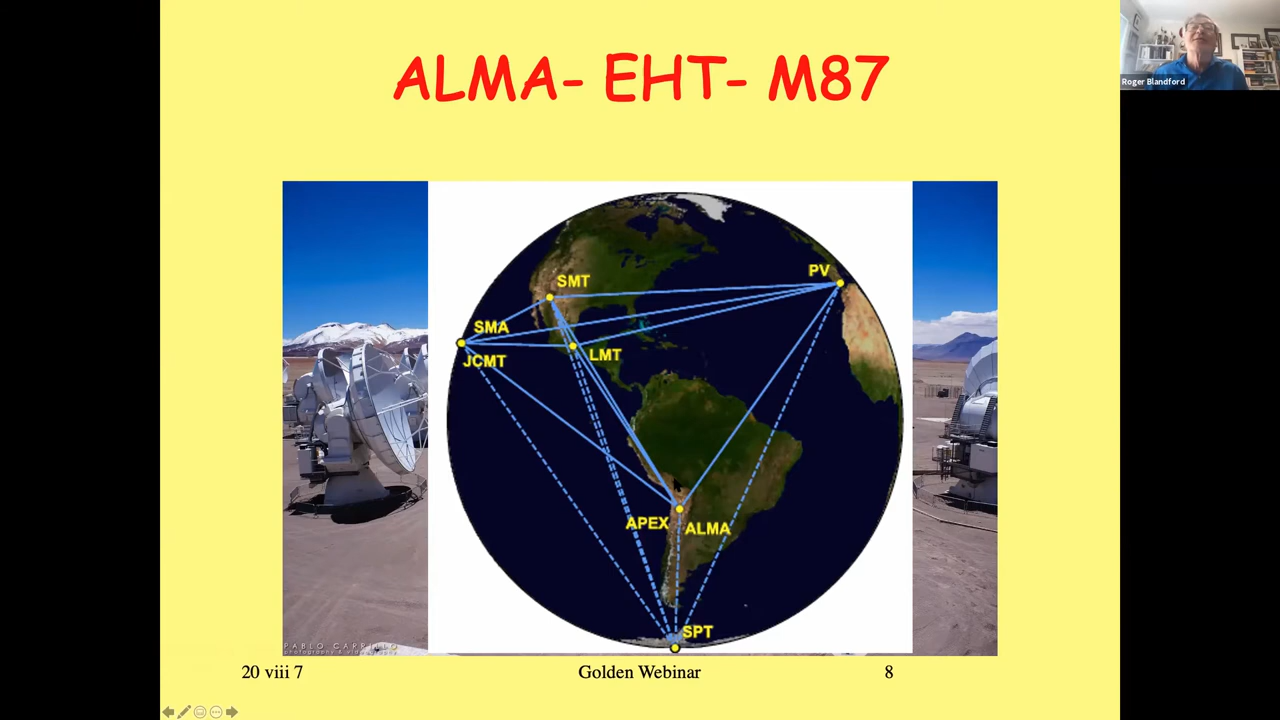 ALMA- EHT- M87
Roger Blandford
PV
SMT
SMA
LMT
JCMT
APEX
ALMA
SPT
PABLO CARRILLO
20 viii 7
Golden Webinar
8